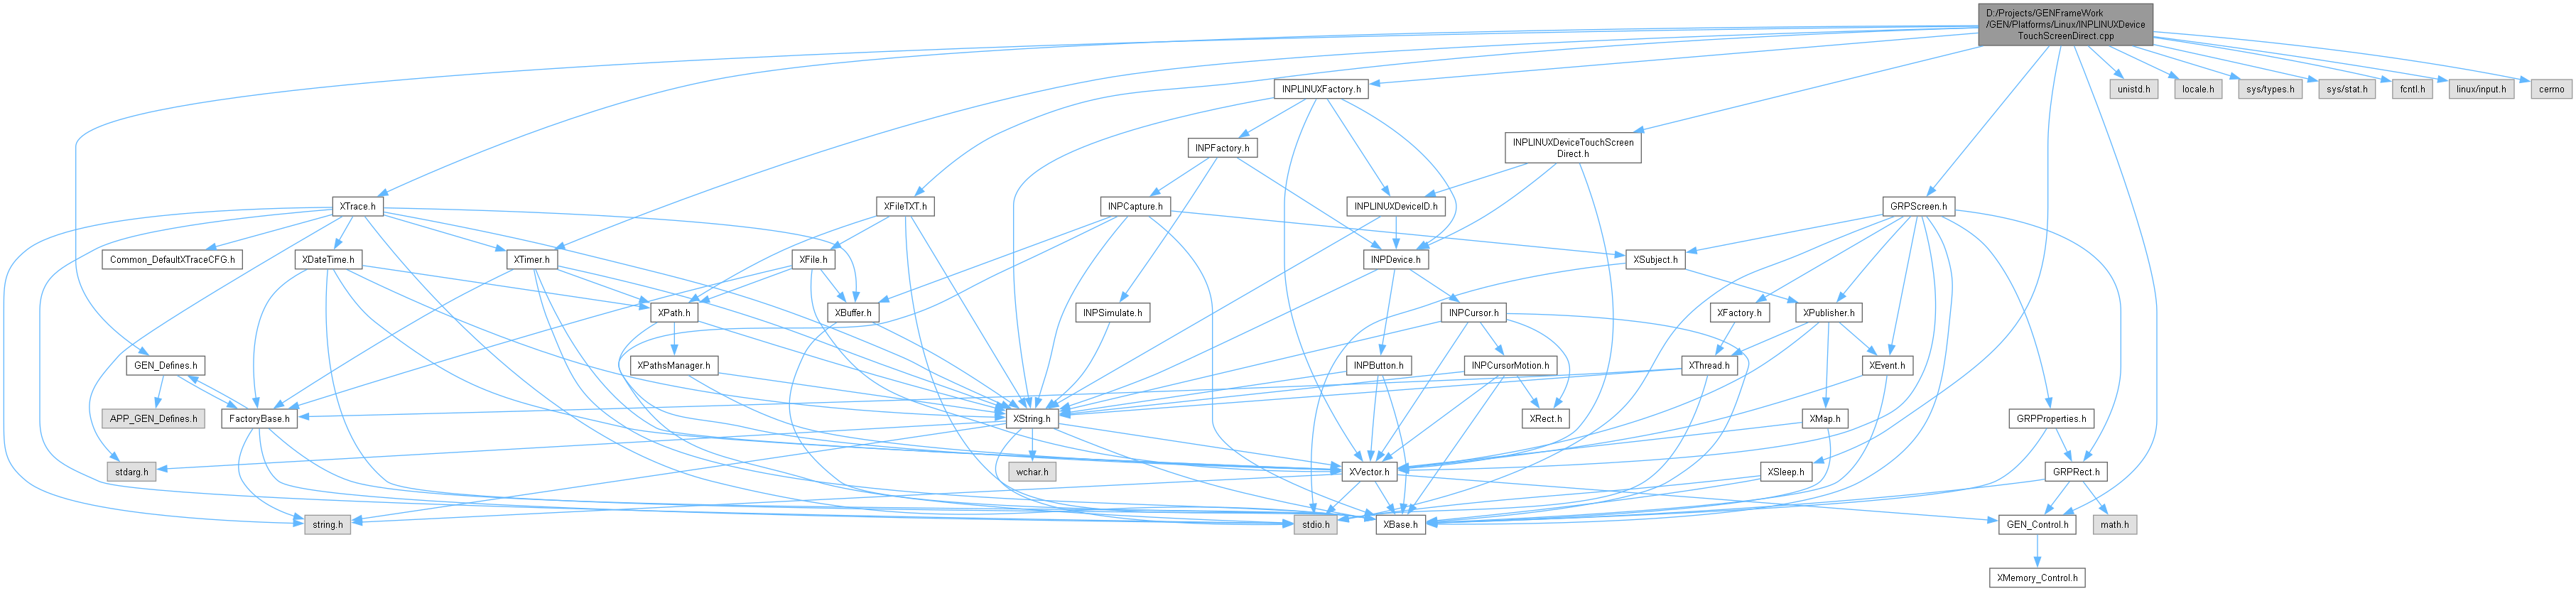 D:/Projects/GENFrameWork
/GEN/Platforms/Linux/INPLINUXDevice
TouchScreenDirect.cpp
INPLINUXFactory.h
unistd.h
locale.h
sys/types.h
sys/stat.h
fcntl.h
linux/input.h
cermo
INPFactory.h
INPLINUXDeviceTouchScreen
Direct.h
XTrace.h
XFileTXT.h
INPCapture.h
INPLINUXDeviceID.h
GRPScreen.h
Common_DefaultXTraceCFG.h
XDateTime.h
XTimer.h
XFile.h
INPDevice.h
XSubject.h
XPath.h
XBuffer.h
INPSimulate.h
INPCursor.h
XFactory.h
XPublisher.h
GEN_Defines.h
XPathsManager.h
INPButton.h
INPCursorMotion.h
XThread.h
XEvent.h
APP_GEN_Defines.h
FactoryBase.h
XString.h
XRect.h
XMap.h
GRPProperties.h
stdarg.h
wchar.h
XVector.h
XSleep.h
GRPRect.h
string.h
stdio.h
XBase.h
GEN_Control.h
math.h
XMemory_Control.h